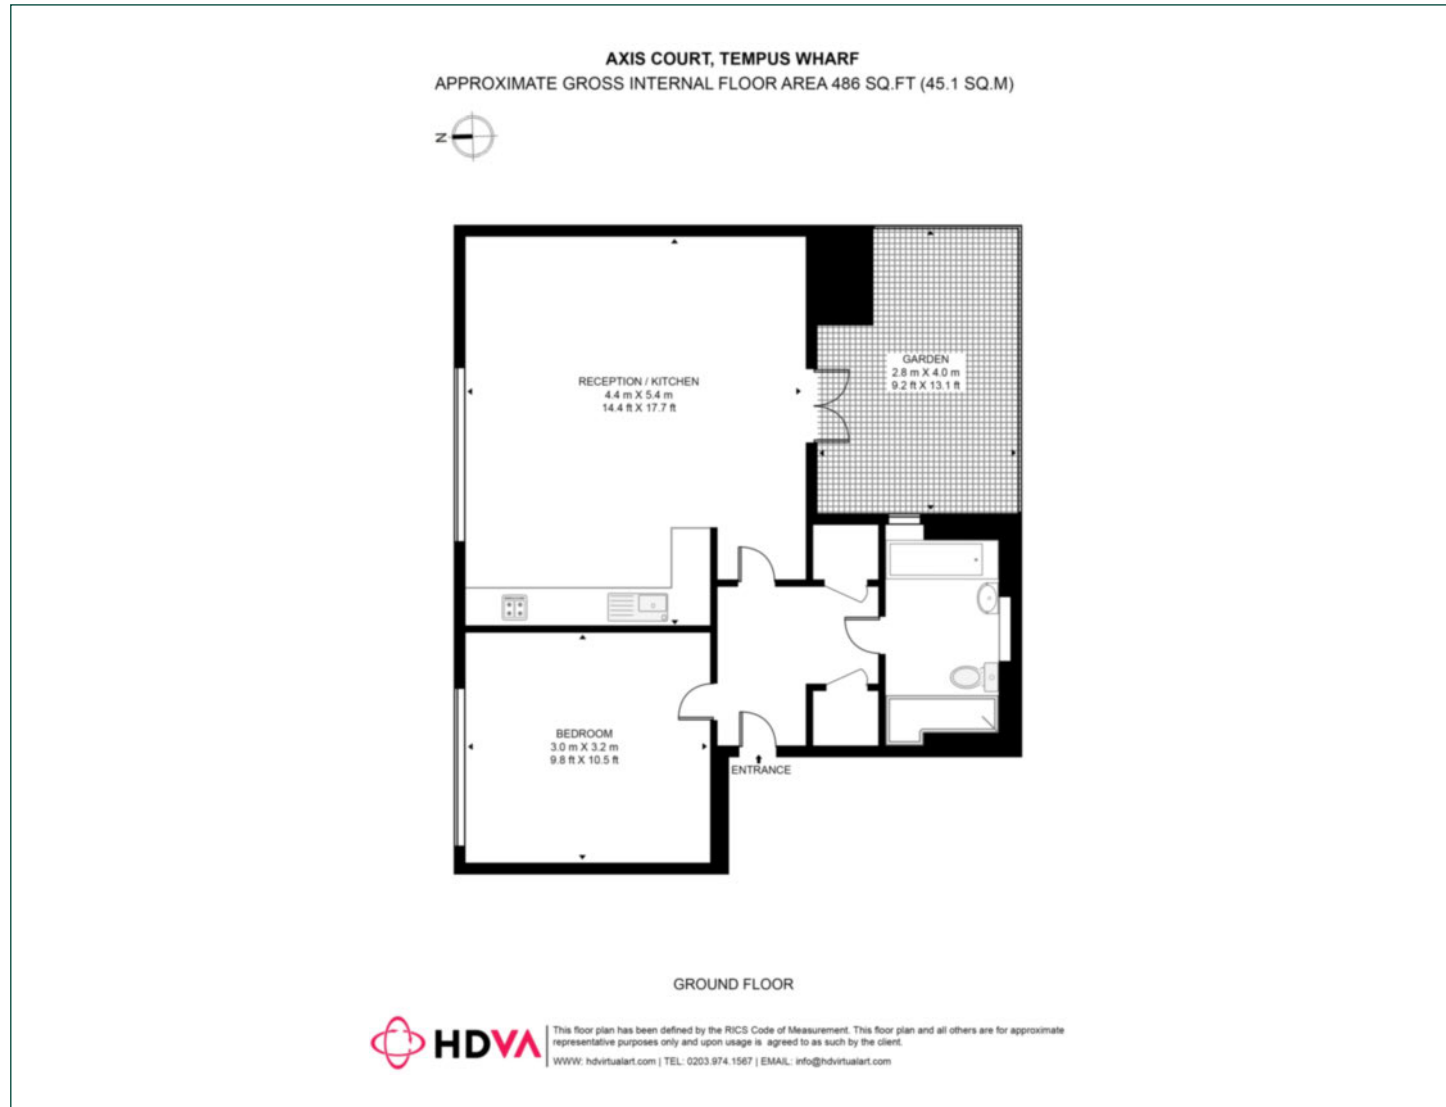 AXIS COURT, TEMPUS WHARF
APPROXIMATE GROSS INTERNAL FLOOR AREA 486 SQ.FT (45.1 SQ.M)
N
RECEPTION / KITCHEN
4.4 m X 5.4 m
14.4 ft X 17.7 ft
GARDEN
2.8 m X 4.0 m
9.2 ft X 13.1 ft
BEDROOM
3.0 m X 3.2 m
9.8 ft X 10.5 ft
ENTRANCE
GROUND FLOOR
HDVA
This floor plan has been defined by the RICS Code of Measurement. This floor plan and all others are for approximate
representative purposes only and upon usage is agreed to as such by the client.
WWW: hdvirtualart.com | TEL: 0203.974.1567 | EMAIL: info@hdvirtualart.com